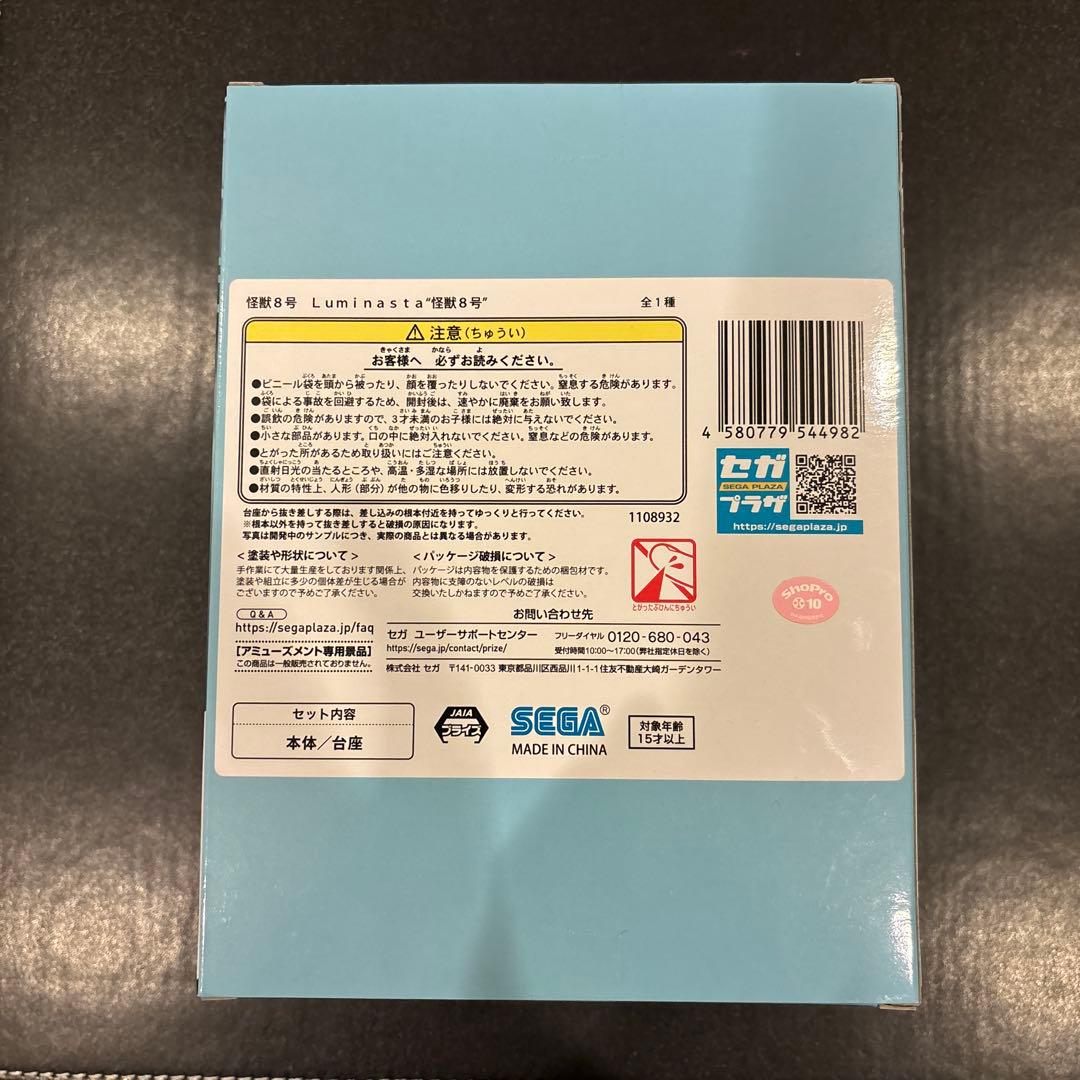 怪獣８号　Ｌｕｍｉｎａｓｔａ“怪獣８号”
全１種
注意(ちゅうい)
お客様へ 必ずお読みください。
●ビニール袋を頭から被ったり、顔を覆ったりしないでください。窒息する危険があります。
●袋による事故を回避するため、開封後は、速やかに廃棄をお願い致します。
●誤飲の危険がありますので、３才未満のお子様には絶対に与えないでください。
●小さな部品があります。口の中に絶対入れないでください。窒息などの危険があります。
●とがった所があるため取り扱いにはご注意ください。
●直射日光の当たるところや、高温・多湿な場所には放置しないでください。
●材質の特性上、人形（部分）が他の物に色移りしたり、変形する恐れがあります。
4 580779 544982
セガ
SEGA PLAZA
プラザ
https://segaplaza.jp
台座から抜き差しする際は、差し込みの根本付近を持ってゆっくりと行ってください。
※根本以外を持って抜き差しすると破損の原因になります。
写真は開発中のサンプルにつき、実際の商品とは異なる場合があります。
1108932
＜塗装や形状について＞
手作業にて大量生産をしております関係上、
塗装や組立に多少の個体差が生じる場合が
ございますので予めご了承ください。
＜パッケージ破損について＞
パッケージは内容物を保護するための梱包材です。
内容物に支障のないレベルの破損は
交換いたしかねますので予めご了承ください。
とがったぶひんにちゅうい
ShoPro
10
Q&A
https://segaplaza.jp/faq
[アミューズメント専用景品]
この商品は一般販売されておりません。
お問い合わせ先
セガ ユーザーサポートセンター
https://sega.jp/contact/prize/
フリーダイヤル 0120-680-043
受付時間10:00〜17:00(弊社指定休日を除く)
株式会社 セガ 〒141-0033 東京都品川区西品川1-1-1住友不動産大崎ガーデンタワー
セット内容
本体／台座
JAIA
プライズ
SEGA®
MADE IN CHINA
対象年齢
15才以上